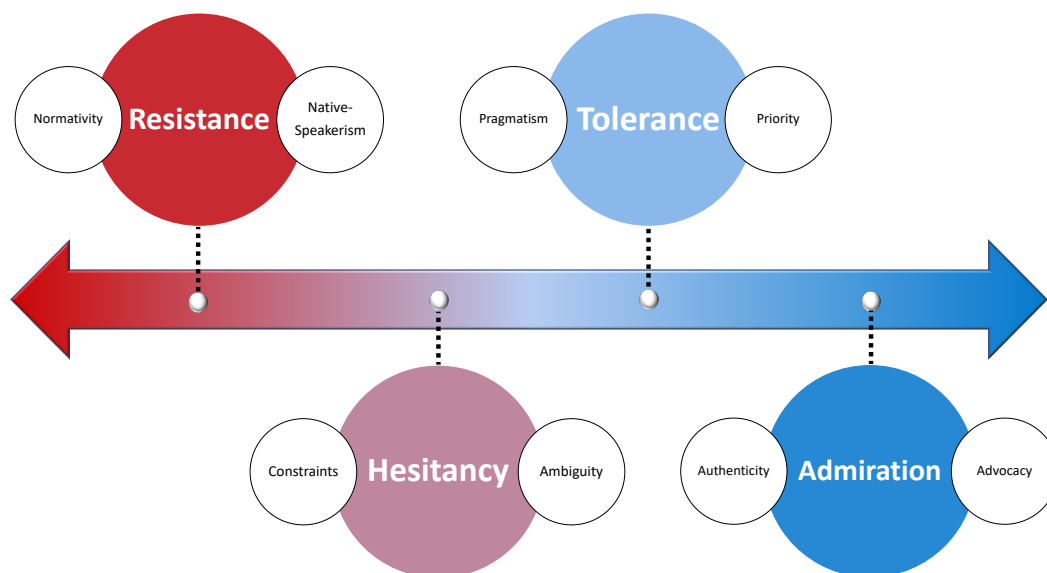 Normativity
Resistance
Native-
Speakerism
Pragmatism
Tolerance
Priority
Constraints
Hesitancy
Ambiguity
Authenticity
Admiration
Advocacy